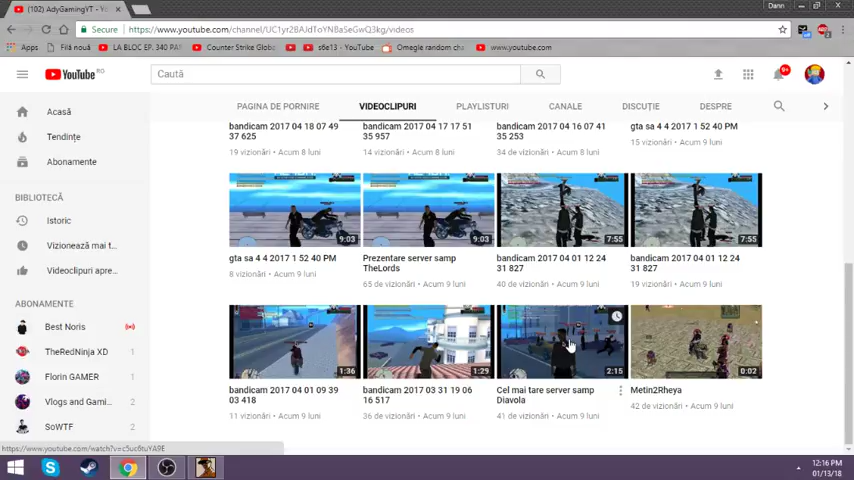 Dann
(102) AdyGamingYT - Yo
Secure
https://www.youtube.com/channel/UC1yr2BAJdToYNBaSeGwQ3kg/videos
Apps
Filă nouă
LA BLOC EP. 340 PAN
Counter Strike Glob
s6e13 - YouTube
Omegle random ch
www.youtube.com
YouTube RO
Caută
9+
PAGINA DE PORNIRE
VIDEOCLIPURI
PLAYLISTURI
CANALE
DISCUȚIE
DESPRE
Acasă
Tendințe
Abonamente
BIBLIOTECĂ
Istoric
Vizionează mai t...
Videoclipuri apre...
ABONAMENTE
Best Noris
TheRedNinja XD
Florin GAMER
Vlogs and Gami... 2
SoWTF 2
bandicam 2017 04 18 07 49
37 625
19 vizionări • Acum 8 luni
bandicam 2017 04 17 17 51
35 957
14 vizionări • Acum 8 luni
bandicam 2017 04 16 07 41
35 253
34 de vizionări • Acum 8 luni
gta sa 4 4 2017 1 52 40 PM
15 vizionări • Acum 9 luni
9:03
gta sa 4 4 2017 1 52 40 PM
8 vizionări • Acum 9 luni
9:03
Prezentare server samp
TheLords
65 de vizionări • Acum 9 luni
7:55
bandicam 2017 04 01 12 24
31 827
40 de vizionări • Acum 9 luni
7:55
bandicam 2017 04 01 12 24
31 827
19 vizionări • Acum 9 luni
1:36
bandicam 2017 04 01 09 39
03 418
11 vizionări • Acum 9 luni
1:29
bandicam 2017 03 31 19 06
16 517
36 de vizionări • Acum 9 luni
2:15
Cel mai tare server samp
Diavola
41 de vizionări • Acum 9 luni
0:02
Metin2Rheya
42 de vizionări • Acum 9 luni
https://www.youtube.com/watch?v=c5uc6tuYA9E
12:16 PM
01/13/18